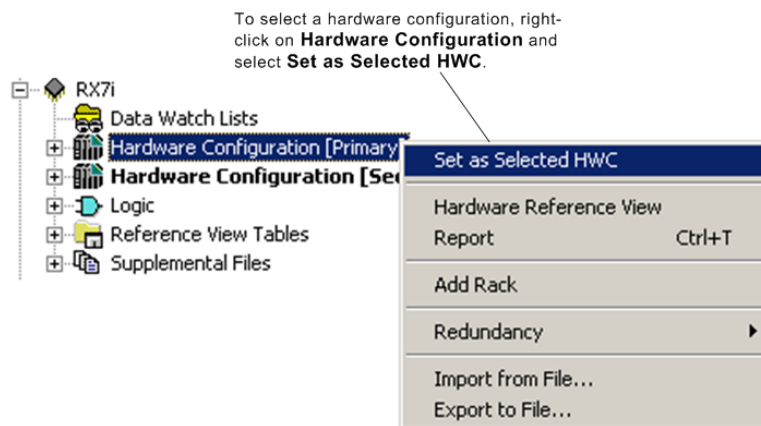 To select a hardware configuration, right-
click on Hardware Configuration and
select Set as Selected HWC.
RX7i
Data Watch Lists
Hardware Configuration [Primary]
Hardware Configuration [Sec
Logic
Reference View Tables
Supplemental Files
Set as Selected HWC
Hardware Reference View
Report Ctrl+T
Add Rack
Redundancy
Import from File...
Export to File...